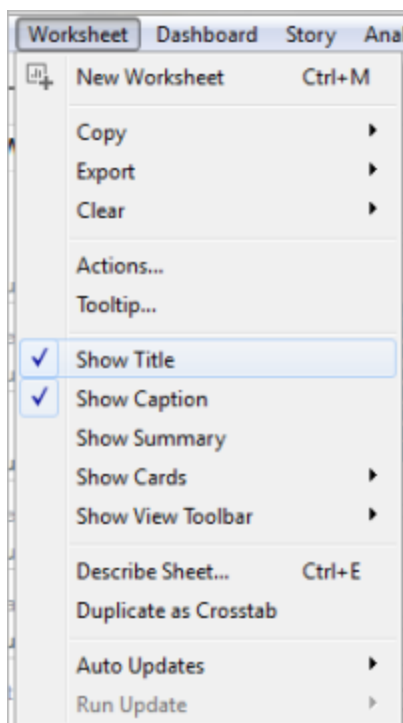 Worksheet Dashboard Story Ana
New Worksheet Ctrl+M
Copy
Export
Clear
Actions...
Tooltip...
Show Title
Show Caption
Show Summary
Show Cards
Show View Toolbar
Describe Sheet... Ctrl+E
Duplicate as Crosstab
Auto Updates
Run Update